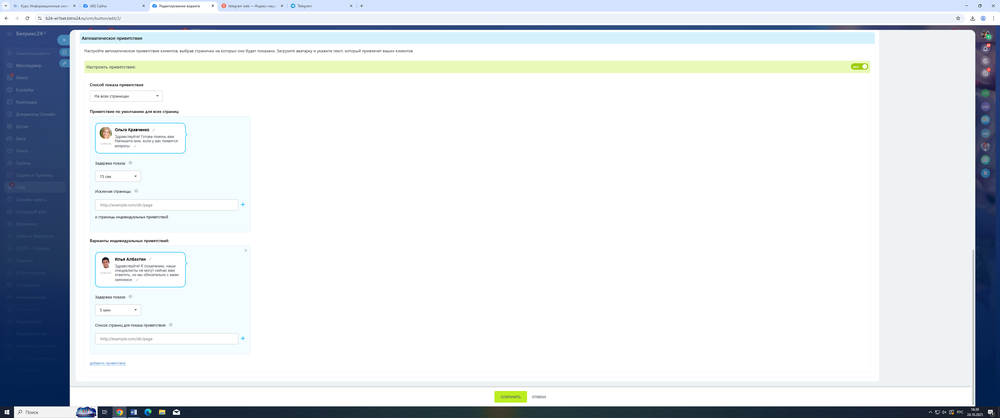 Курс: Информационные сист
(48) Сайты
Редактирование виджета
telegram web — Яндекс: наш
Telegram
b24-wl1bet.bitrix24.ru/crm/button/edit/2/
Битрикс24
Совместная работа
Мессенджер
2
Лента
Коллабы
Календарь
Документы Онлайн
Доски
Диск
Почта
Группы
Задачи и Проекты
CRM
Онлайн-запись
Складской учёт
Маркетинг
Сайты и Магазины
КЭДО + Госключ
Подпись
BI Конструктор
Сотрудники
Автоматизация
Маркетплейс
Разработчикам
Генератор тестовых ...
Автоматическое приветствие
Настройте автоматическое приветствие клиентов, выбрав странички на которых оно будет показано. Загрузите аватарку и укажите текст, который привлечет ваших клиентов
Настроить приветствие:
вкл
Способ показа приветствия
На всех страницах
Приветствие по умолчанию для всех страниц:
Ольга Кравченко
Здравствуйте! Готова помочь вам.
Напишите мне, если у вас появятся
вопросы.
сменить
Задержка показа:
15 сек
Исключая страницы:
http://example.com/dir/page
и страницы индивидуальных приветствий
Варианты индивидуальных приветствий:
Илья Албахтин
Здравствуйте! К сожалению, наши
специалисты не могут сейчас вам
ответить, но мы обязательно с вами
свяжемся.
сменить
Задержка показа:
5 мин
Список страниц для показа приветствия:
http://example.com/dir/page
добавить приветствие
СОХРАНИТЬ
ОТМЕНА
47
1
ОП
ИИ
ИА
Поиск
РУС
16:39
24.10.2025
1